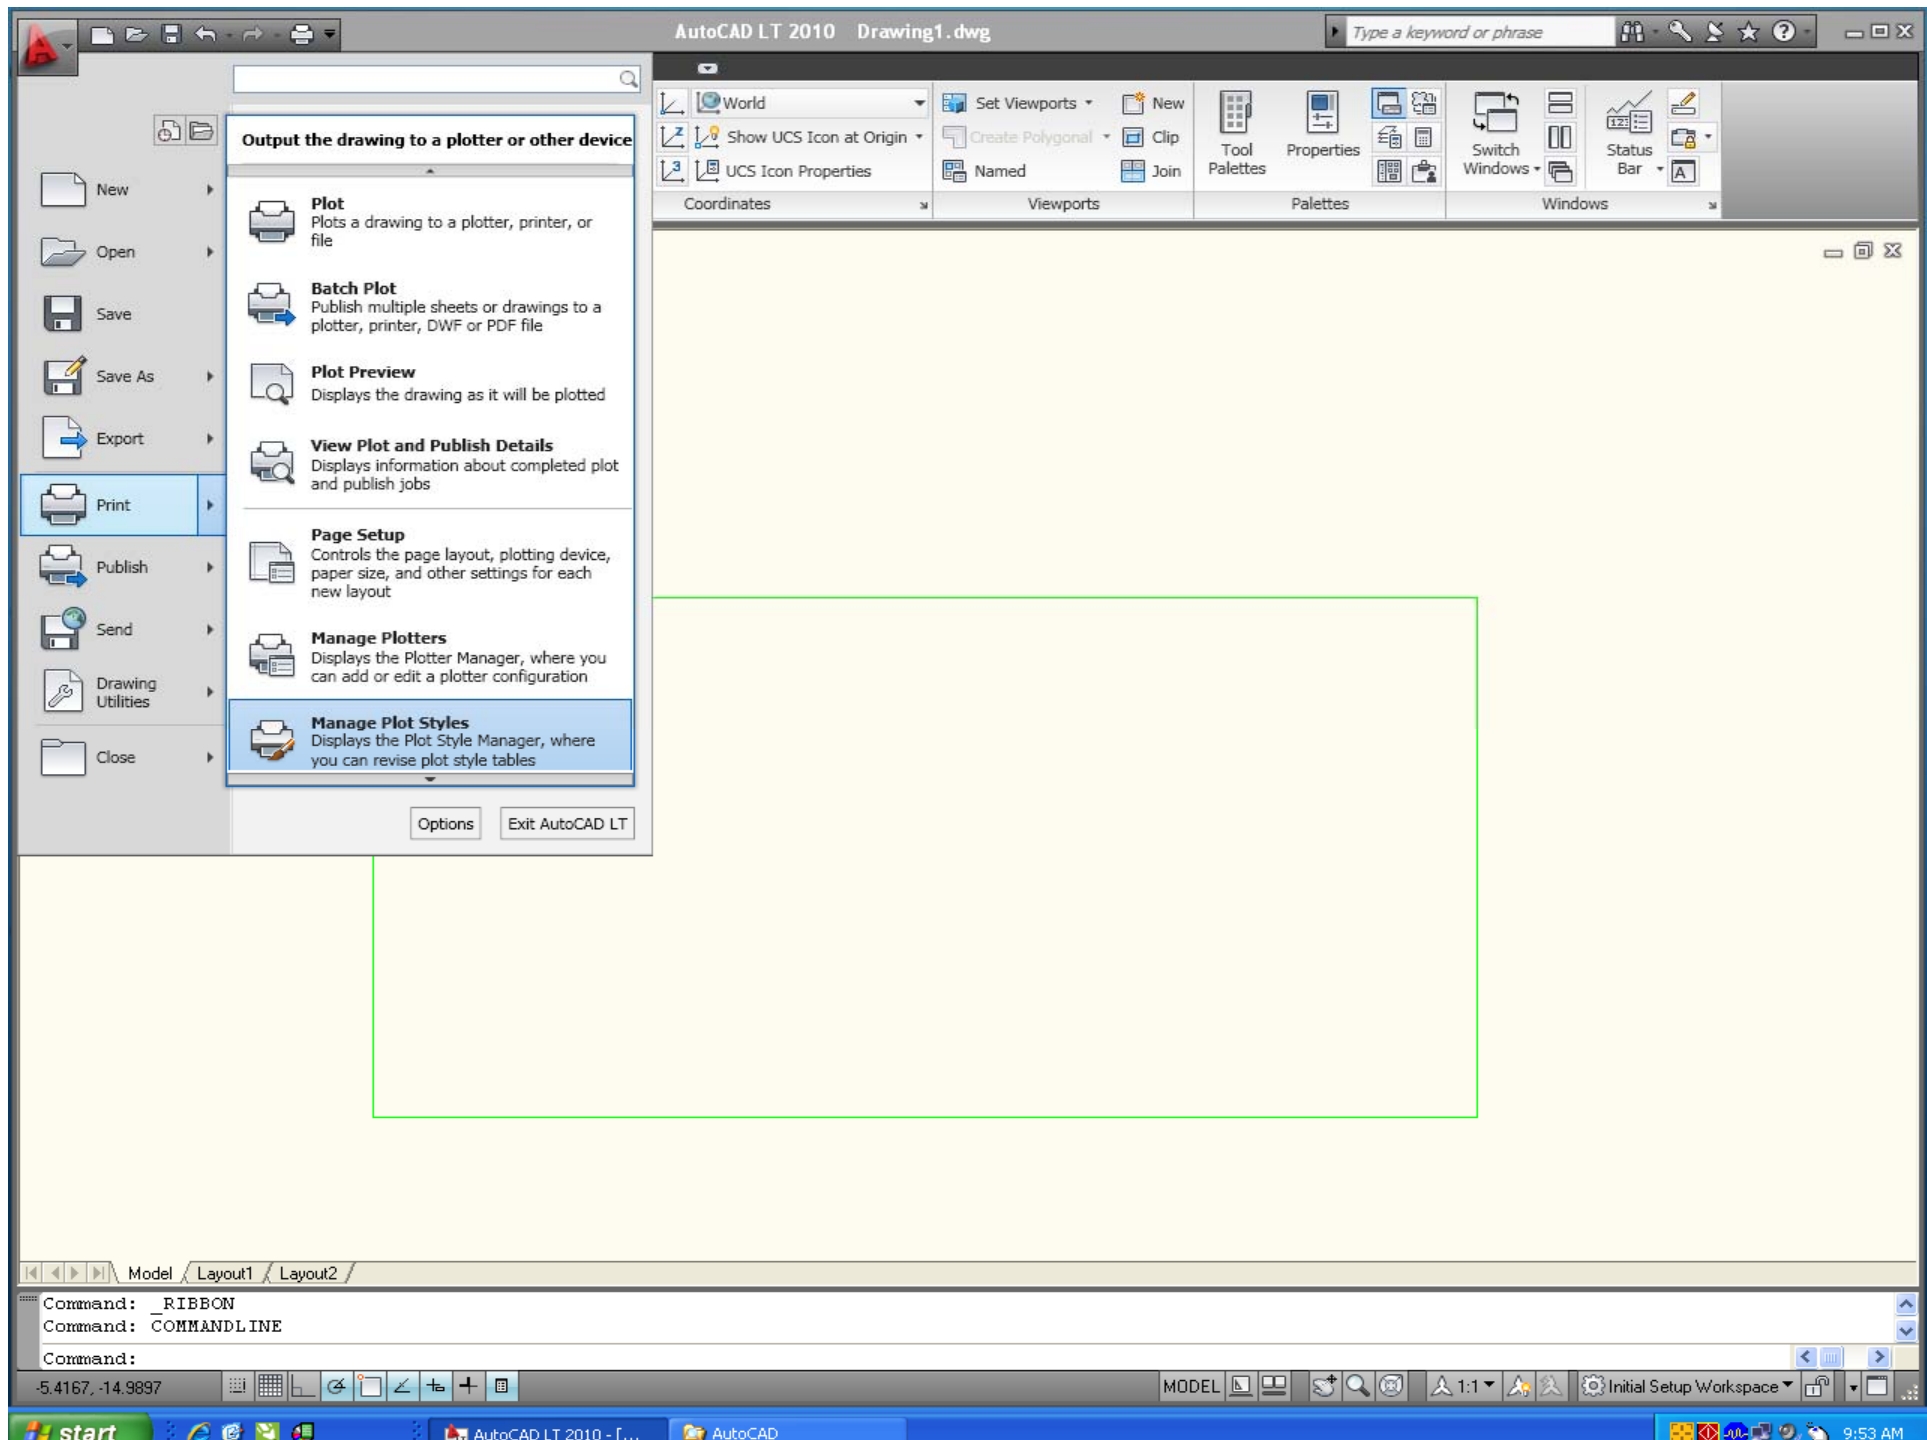 AutoCAD LT 2010 Drawing1.dwg
Type a keyword or phrase
World
Set Viewports
New
Show UCS Icon at Origin
Create Polygonal
Clip
UCS Icon Properties
Named
Join
Tool
Palettes
Properties
Switch
Windows
Status
Bar
Coordinates
Viewports
Palettes
Windows
New
Open
Save
Save As
Export
Print
Publish
Send
Drawing
Utilities
Close
Output the drawing to a plotter or other device
Plot
Plots a drawing to a plotter, printer, or
file
Batch Plot
Publish multiple sheets or drawings to a
plotter, printer, DWF or PDF file
Plot Preview
Displays the drawing as it will be plotted
View Plot and Publish Details
Displays information about completed plot
and publish jobs
Page Setup
Controls the page layout, plotting device,
paper size, and other settings for each
new layout
Manage Plotters
Displays the Plotter Manager, where you
can add or edit a plotter configuration
Manage Plot Styles
Displays the Plot Style Manager, where
you can revise plot style tables
Options
Exit AutoCAD LT
Model
Layout1
Layout2
Command: _RIBBON
Command: COMMANDLINE
Command:
-5.4167, -14.9897
MODEL
1:1
Initial Setup Workspace
start
AutoCAD LT 2010 - [...
AutoCAD
9:53 AM